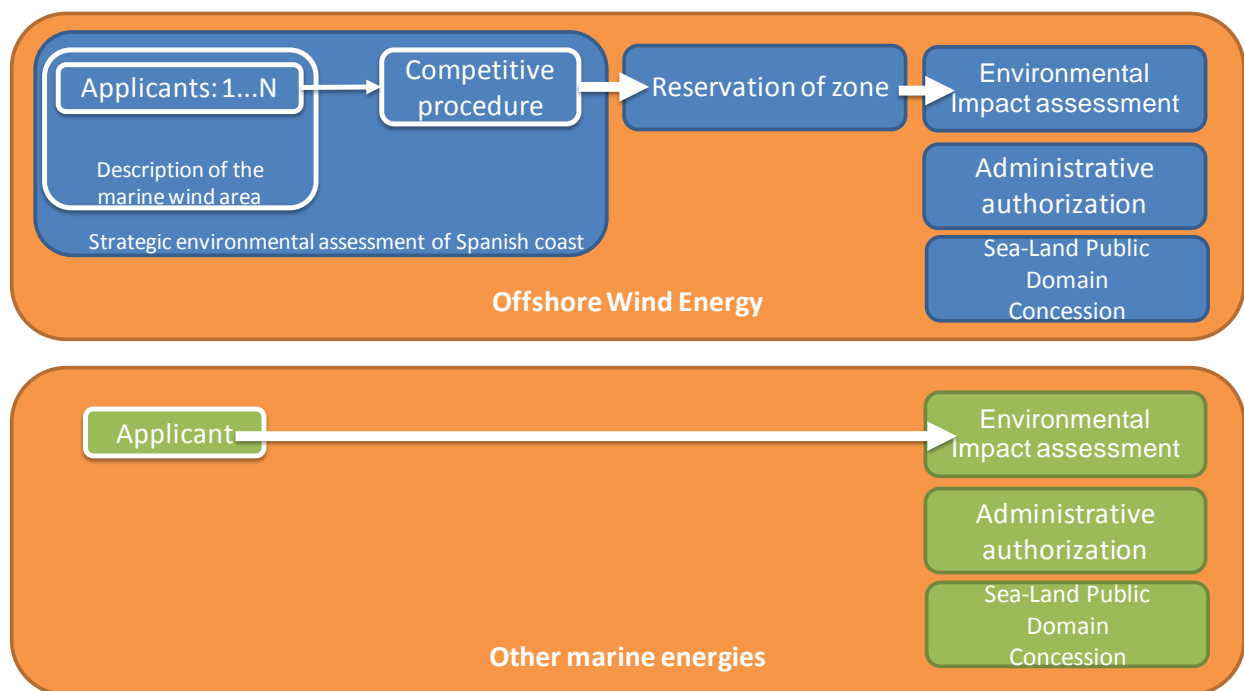 Applicants: 1...N
Competitive
procedure
Reservation of zone
Environmental
Impact assessment
Description of the
marine wind area
Administrative
authorization
Strategic environmental assessment of Spanish coast
Sea-Land Public
Domain
Concession
Offshore Wind Energy
Applicant
Environmental
Impact assessment
Administrative
authorization
Sea-Land Public
Domain
Concession
Other marine energies